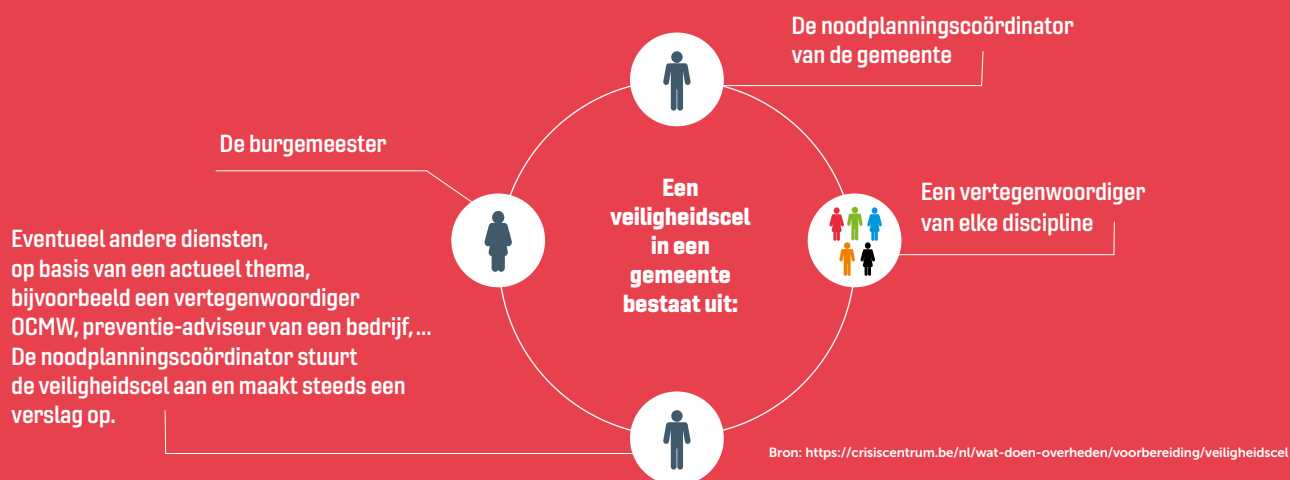 De noodplanningscoördinator
van de gemeente
De burgemeester
Een
veiligheidscel
in een
gemeente
bestaat uit:
Een vertegenwoordiger
van elke discipline
Eventueel andere diensten,
op basis van een actueel thema,
bijvoorbeeld een vertegenwoordiger
OCMW, preventie-adviseur van een bedrijf, ...
De noodplanningscoördinator stuurt
de veiligheidscel aan en maakt steeds een
verslag op.
Bron: https://crisiscentrum.be/nl/wat-doen-overheden/voorbereiding/veiligheidscel